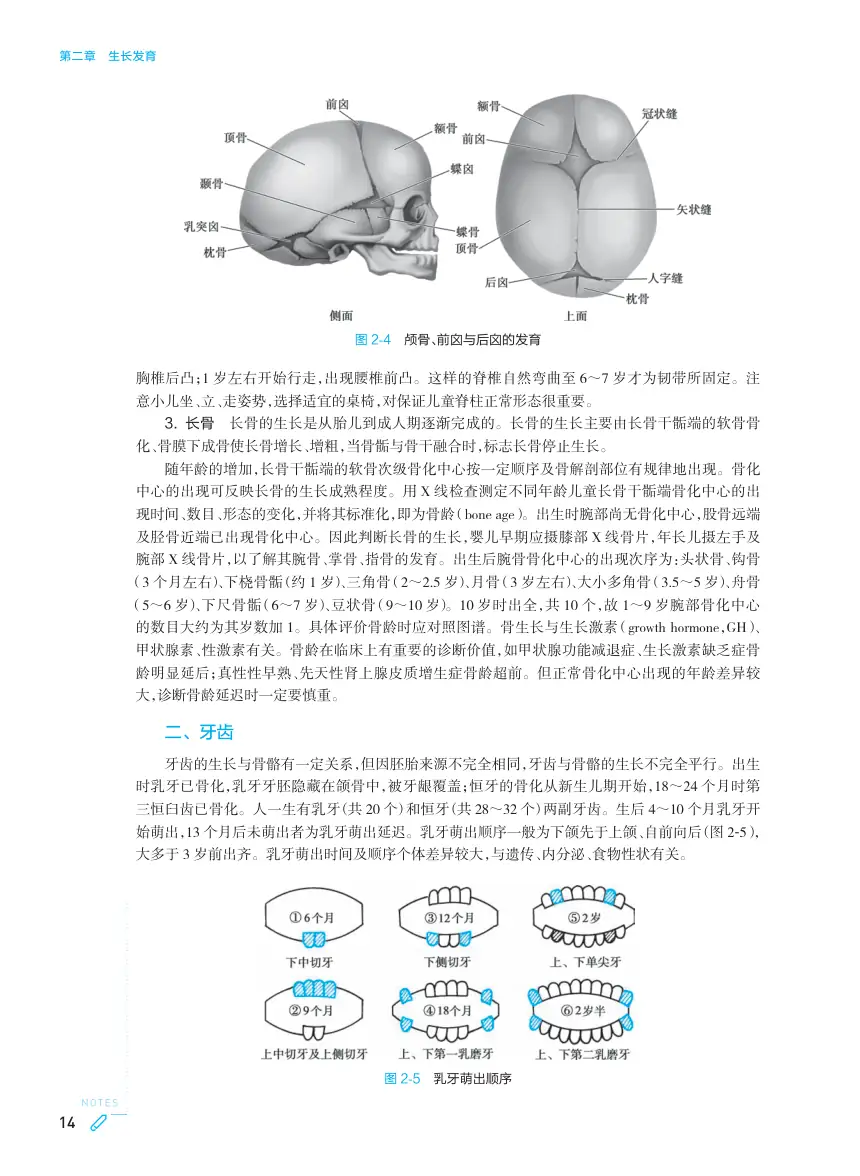 第二章 生长发育
前囟
顶骨
额骨
颞骨
蝶囟
乳突囟
枕骨
蝶骨
侧面
额骨
冠状缝
前囟
矢状缝
顶骨
后囟
人字缝
枕骨
上面
图 2-4 颅骨、前囟与后囟的发育
胸椎后凸;1 岁左右开始行走,出现腰椎前凸。这样的脊椎自然弯曲至 6～7 岁才为韧带所固定。注
意小儿坐、立、走姿势,选择适宜的桌椅,对保证儿童脊柱正常形态很重要。
3. 长骨 长骨的生长是从胎儿到成人期逐渐完成的。长骨的生长主要由长骨干骺端的软骨骨
化、骨膜下成骨使长骨增长、增粗,当骨骺与骨干融合时,标志长骨停止生长。
随年龄的增加,长骨干骺端的软骨次级骨化中心按一定顺序及骨解剖部位有规律地出现。骨化
中心的出现可反映长骨的生长成熟程度。用 X 线检查测定不同年龄儿童长骨干骺端骨化中心的出
现时间、数目、形态的变化,并将其标准化,即为骨龄(bone age)。出生时腕部尚无骨化中心,股骨远端
及胫骨近端已出现骨化中心。因此判断长骨的生长,婴儿早期应摄膝部 X 线骨片,年长儿摄左手及
腕部 X 线骨片,以了解其腕骨、掌骨、指骨的发育。出生后腕骨骨化中心的出现次序为:头状骨、钩骨
(3 个月左右)、下桡骨骺(约 1 岁)、三角骨(2～2.5 岁)、月骨(3 岁左右)、大小多角骨(3.5～5 岁)、舟骨
(5～6 岁)、下尺骨骺(6～7 岁)、豆状骨(9～10 岁)。10 岁时出全,共 10 个,故 1～9 岁腕部骨化中心
的数目大约为其岁数加 1。具体评价骨龄时应对照图谱。骨生长与生长激素(growth hormone,GH)、
甲状腺素、性激素有关。骨龄在临床上有重要的诊断价值,如甲状腺功能减退症、生长激素缺乏症骨
龄明显延后;真性性早熟、先天性肾上腺皮质增生症骨龄超前。但正常骨化中心出现的年龄差异较
大,诊断骨龄延迟时一定要慎重。
二、牙齿
牙齿的生长与骨骼有一定关系,但因胚胎来源不完全相同,牙齿与骨骼的生长不完全平行。出生
时乳牙已骨化,乳牙牙胚隐藏在颌骨中,被牙龈覆盖;恒牙的骨化从新生儿期开始,18～24 个月时第
三恒臼齿已骨化。人一生有乳牙(共 20 个)和恒牙(共 28～32 个)两副牙齿。生后 4～10 个月乳牙开
始萌出,13 个月后未萌出者为乳牙萌出延迟。乳牙萌出顺序一般为下颌先于上颌、自前向后(图 2-5),
大多于 3 岁前出齐。乳牙萌出时间及顺序个体差异较大,与遗传、内分泌、食物性状有关。
①6个月
下中切牙
③12个月
下侧切牙
⑤2岁
上、下单尖牙
②9个月
上中切牙及上侧切牙
④18个月
上、下第一乳磨牙
⑥2岁半
上、下第二乳磨牙
图 2-5 乳牙萌出顺序
NOTES
14